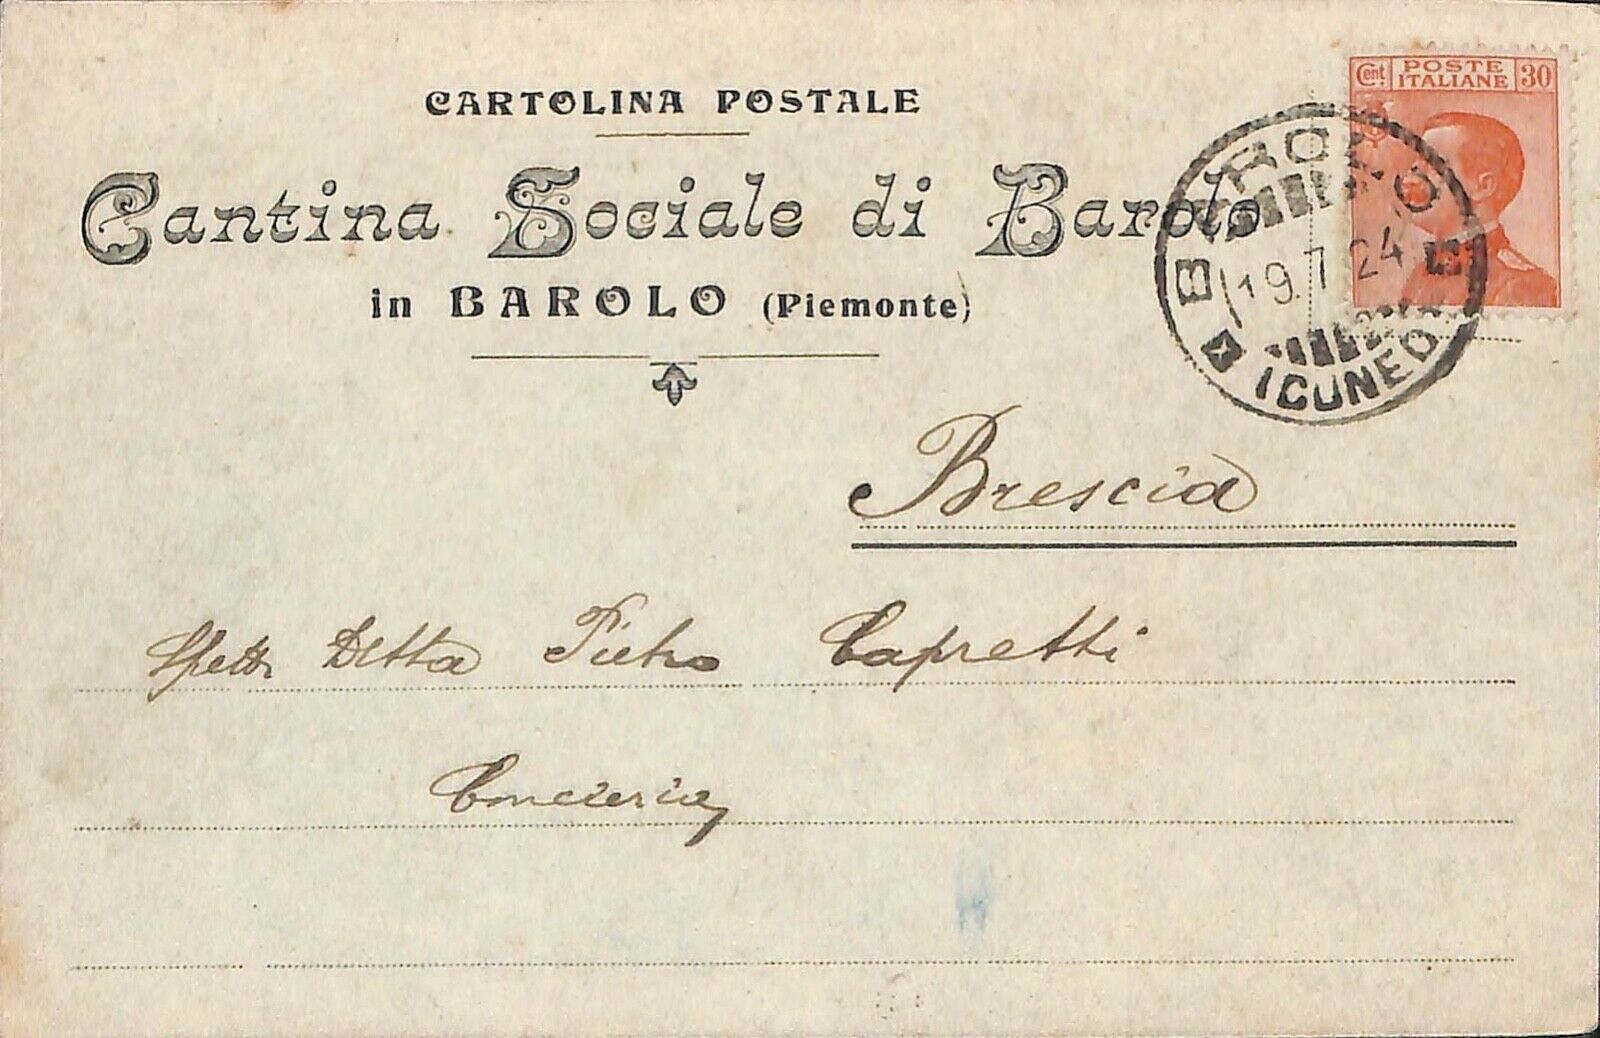 CARTOLINA POSTALE
Cent. POSTE ITALIANE 30
Cantina Sociale di Barolo
in BAROLO (Piemonte)
BAROLO
19.7.24
(CUNEO)
Brescia
Spett Ditta Pietro Capretti
Conceria